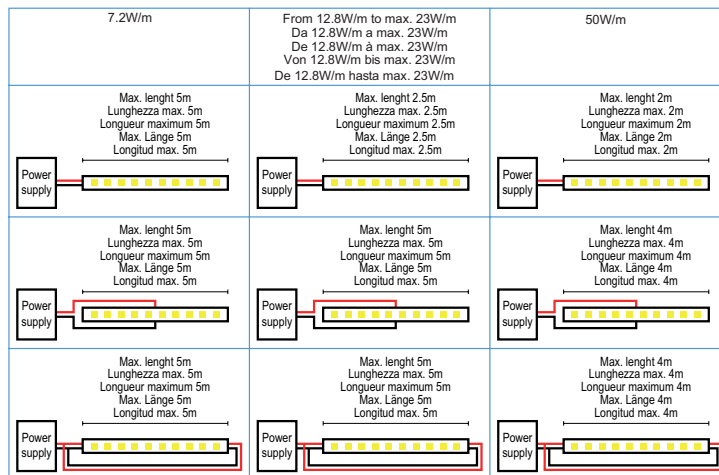 7.2W/m
From 12.8W/m to max. 23W/m
Da 12.8W/m a max. 23W/m
De 12.8W/m à max. 23W/m
Von 12.8W/m bis max. 23W/m
De 12.8W/m hasta max. 23W/m
50W/m
Max. lenght 5m
Lunghezza max. 5m
Longueur maximum 5m
Max. Länge 5m
Longitud max. 5m
Power
supply
Max. lenght 2.5m
Lunghezza max. 2.5m
Longueur maximum 2.5m
Max. Länge 2.5m
Longitud max. 2.5m
Power
supply
Max. lenght 2m
Lunghezza max. 2m
Longueur maximum 2m
Max. Länge 2m
Longitud max. 2m
Power
supply
Max. lenght 5m
Lunghezza max. 5m
Longueur maximum 5m
Max. Länge 5m
Longitud max. 5m
Power
supply
Max. lenght 5m
Lunghezza max. 5m
Longueur maximum 5m
Max. Länge 5m
Longitud max. 5m
Power
supply
Max. lenght 4m
Lunghezza max. 4m
Longueur maximum 4m
Max. Länge 4m
Longitud max. 4m
Power
supply
Max. lenght 5m
Lunghezza max. 5m
Longueur maximum 5m
Max. Länge 5m
Longitud max. 5m
Power
supply
Max. lenght 5m
Lunghezza max. 5m
Longueur maximum 5m
Max. Länge 5m
Longitud max. 5m
Power
supply
Max. lenght 4m
Lunghezza max. 4m
Longueur maximum 4m
Max. Länge 4m
Longitud max. 4m
Power
supply